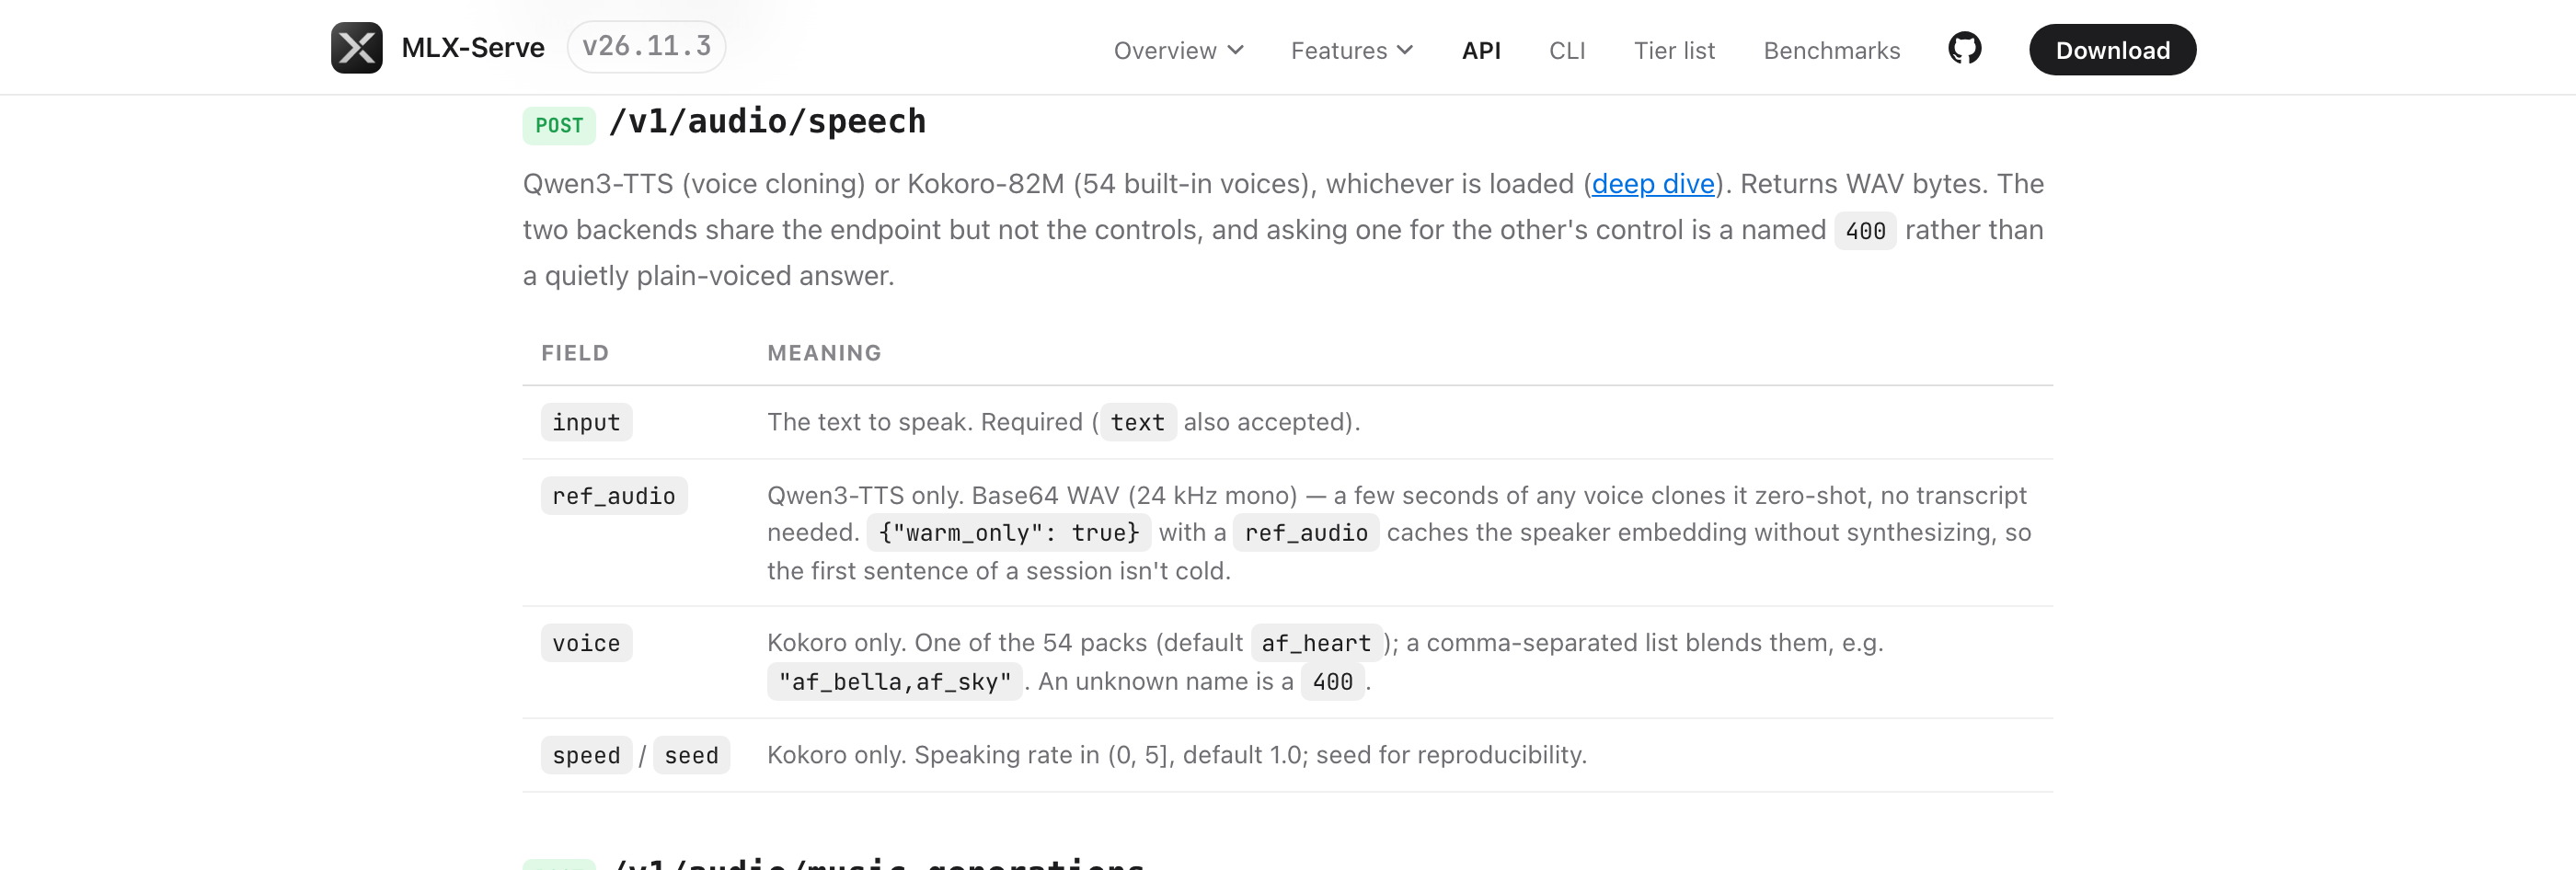 MLX-Serve v26.11.3 Overview Features API CLI Tier list Benchmarks Download
POST /v1/audio/speech
Qwen3-TTS (voice cloning) or Kokoro-82M (54 built-in voices), whichever is loaded (deep dive). Returns WAV bytes. The
two backends share the endpoint but not the controls, and asking one for the other's control is a named 400 rather than
a quietly plain-voiced answer.
FIELD MEANING
input The text to speak. Required (text also accepted).
ref_audio Qwen3-TTS only. Base64 WAV (24 kHz mono) — a few seconds of any voice clones it zero-shot, no transcript
needed. {"warm_only": true} with a ref_audio caches the speaker embedding without synthesizing, so
the first sentence of a session isn't cold.
voice Kokoro only. One of the 54 packs (default af_heart); a comma-separated list blends them, e.g.
"af_bella,af_sky". An unknown name is a 400.
speed / seed Kokoro only. Speaking rate in (0, 5], default 1.0; seed for reproducibility.
/v1/audio/music generations